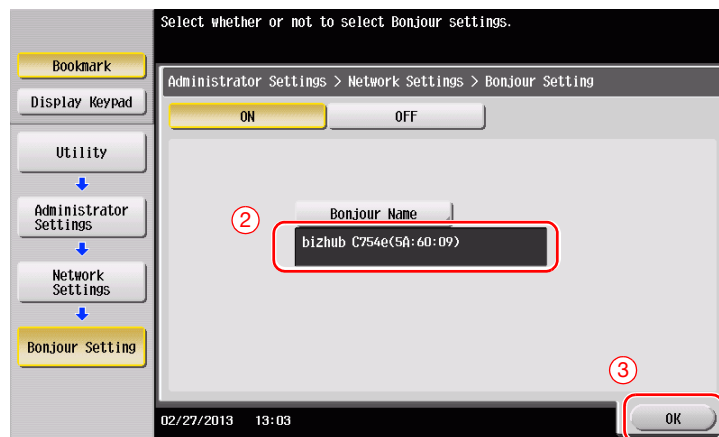 Select whether or not to select Bonjour settings.
Bookmark
Display Keypad
Utility
Administrator
Settings
Network
Settings
Bonjour Setting
Administrator Settings > Network Settings > Bonjour Setting
ON
OFF
2
Bonjour Name
bizhub C754e(5A:60:09)
3
02/27/2013 13:03
OK